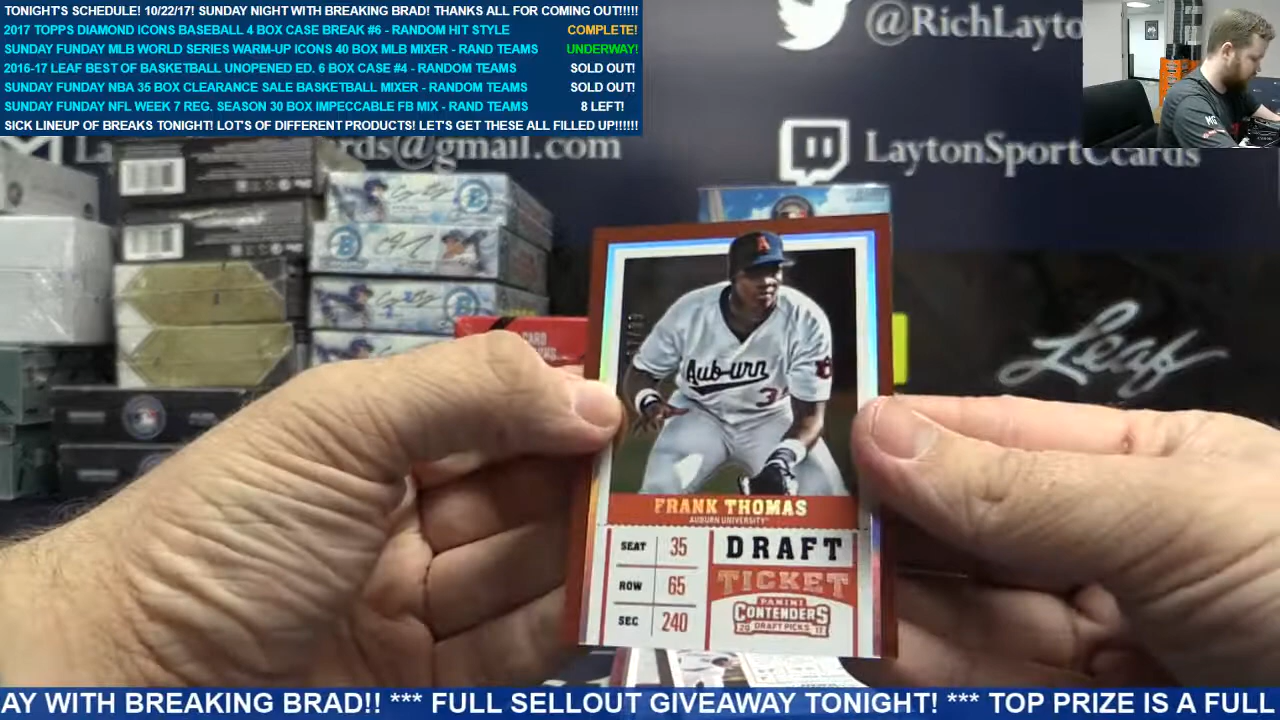 TONIGHT'S SCHEDULE! 10/22/17! SUNDAY NIGHT WITH BREAKING BRAD! THANKS ALL FOR COMING OUT!!!!!
2017 TOPPS DIAMOND ICONS BASEBALL 4 BOX CASE BREAK #6 - RANDOM HIT STYLE COMPLETE!
SUNDAY FUNDAY MLB WORLD SERIES WARM-UP ICONS 40 BOX MLB MIXER - RAND TEAMS UNDERWAY!
2016-17 LEAF BEST OF BASKETBALL UNOPENED ED. 6 BOX CASE #4 - RANDOM TEAMS SOLD OUT!
SUNDAY FUNDAY NBA 35 BOX CLEARANCE SALE BASKETBALL MIXER - RANDOM TEAMS SOLD OUT!
SUNDAY FUNDAY NFL WEEK 7 REG. SEASON 30 BOX IMPECCABLE FB MIX - RAND TEAMS 8 LEFT!
SICK LINEUP OF BREAKS TONIGHT! LOT'S OF DIFFERENT PRODUCTS! LET'S GET THESE ALL FILLED UP!!!!!!
@RichLayto
rds@gmail.com
LaytonSportCcards
Leaf
A
Auburn
FRANK THOMAS
AUBURN UNIVERSITY
SEAT 35
ROW 65
SEC 240
DRAFT
TICKET
PANINI
CONTENDERS
20 DRAFT PICKS 17
AY WITH BREAKING BRAD!! *** FULL SELLOUT GIVEAWAY TONIGHT! *** TOP PRIZE IS A FULL